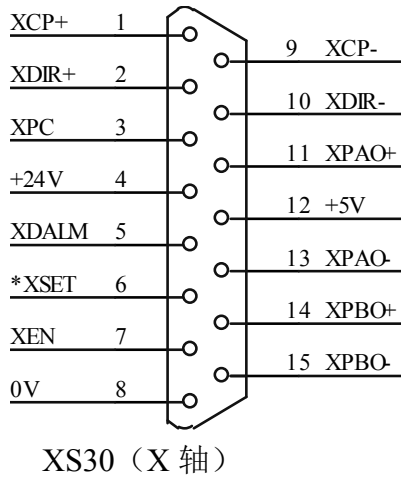 XCP+ 1
9 XCP-
XDIR+ 2
10 XDIR-
XPC 3
11 XPAO+
+24V 4
12 +5V
XDALM 5
13 XPAO-
*XSET 6
14 XPBO+
XEN 7
15 XPBO-
0V 8
XS30（X 轴）